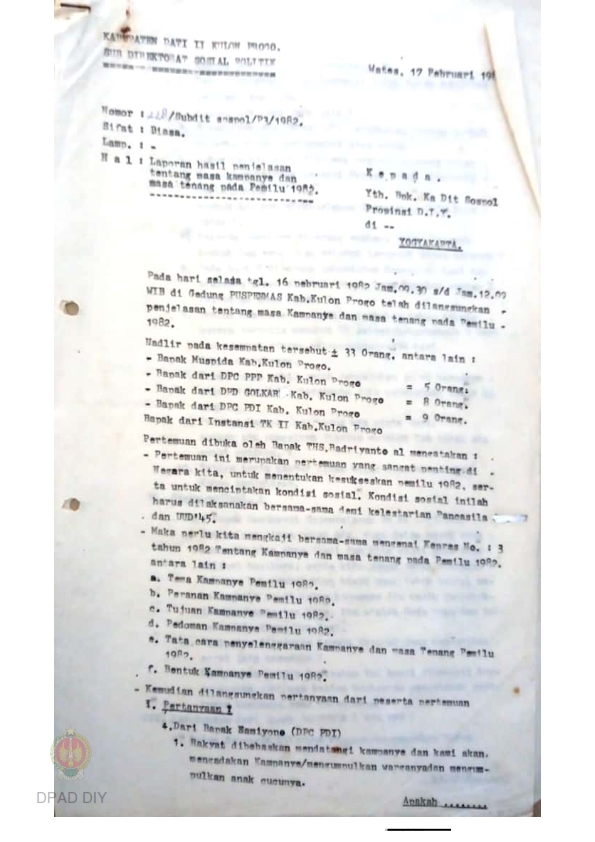 KABUPATEN DATI II KULON PROGO.
SUB DIREKTORAT SOSIAL POLITIK
Wates, 17 Pebruari 198
Nomor : 228/Subdit sospol/P3/1982.
Sifat : Biasa.
Lamp. : -
H a l : Laporan hasil penjelasan
tentang masa kampanye dan
masa tenang pada Pemilu 1982.
K e p a d a .
Yth. Bpk. Ka Dit Sospol
Propinsi D.I.Y.
di --
YOGYAKARTA.
Pada hari selasa tgl. 16 pebruari 1982 Jam.09.30 s/d Jam.12.00
WIB di Gedung PUSPEMAS Kab.Kulon Progo telah dilangsungkan -
penjelasan tentang masa Kampanye dan masa tenang pada Pemilu -
1982.
Hadlir pada kesempatan tersebut ± 33 Orang, antara lain :
- Bapak Muspida Kab.Kulon Progo.
- Bapak dari DPC PPP Kab. Kulon Progo = 5 Orang.
- Bapak dari DPD GOLKAR Kab. Kulon Progo = 8 Orang.
- Bapak dari DPC PDI Kab. Kulon Progo = 9 Orang.
Bapak dari Instansi TK II Kab.Kulon Progo
Pertemuan dibuka oleh Bapak THS.Badriyanto al mengatakan :
- Pertemuan ini merupakan pertemuan yang sangat penting di -
Negara kita, untuk menentukan kesuksesan pemilu 1982, ser-
ta untuk menciptakan kondisi sosial. Kondisi sosial inilah
harus dilaksanakan bersama-sama demi kelestarian Pancasila
dan UUD'45.
- Maka perlu kita mengkaji bersama-sama mengenai Kepres No. : 3
tahun 1982 Tentang Kampanye dan masa tenang pada Pemilu 1982.
antara lain :
a. Tema Kampanye Pemilu 1982.
b. Peranan Kampanye Pemilu 1982.
c. Tujuan Kampanye Pemilu 1982.
d. Pedoman Kampanye Pemilu 1982.
e. Tata cara penyelenggaraan Kampanye dan masa Tenang Pemilu
1982.
f. Bentuk Kampanye Pemilu 1982.
- Kemudian dilangsungkan pertanyaan dari peserta pertemuan
I. Pertanyaan I
4.Dari Bapak Samiyono (DPC PDI)
1. Rakyat dibebaskan mendatangi kampanye dan kami akan.
mengadakan Kampanye/mengumpulkan warganyadan mengum-
pulkan anak cucunya.
Apakah ........
DPAD DIY